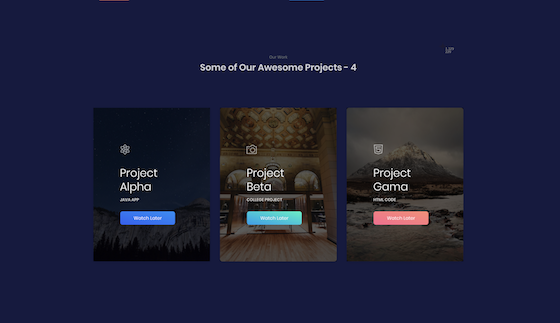 Our Work
Some of Our Awesome Projects - 4
Project
Alpha
JAVA APP
Watch Later
Project
Beta
COLLEGE PROJECT
Watch Later
Project
Gama
HTML CODE
Watch Later